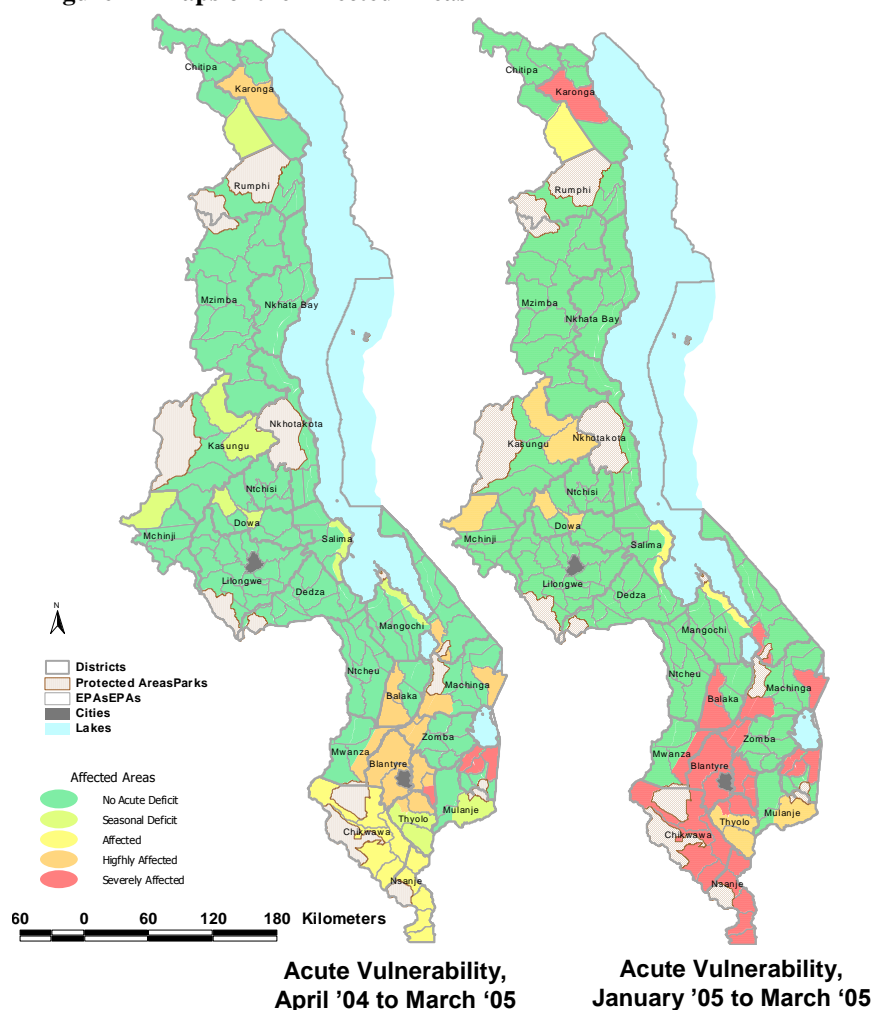 Chitipa
Karonga
Rumphi
Mzimba
Nkhata Bay
Nkhotakota
Kasungu
Ntchisi
Dowa
Mchinji
Salima
Lilongwe
Dedza
Mangochi
Ntcheu
Machinga
Balaka
Zomba
Mwanza
Blantyre
Mulanje
Thyolo
Chikwawa
Nsanje
Chitipa
Karonga
Rumphi
Mzimba
Nkhata Bay
Nkhotakota
Kasungu
Ntchisi
Dowa
Mchinji
Salima
Lilongwe
Dedza
Mangochi
Ntcheu
Machinga
Balaka
Zomba
Mwanza
Blantyre
Mulanje
Thyolo
Chikwawa
Nsanje
N
Districts
Protected AreasParks
EPAsEPAs
Cities
Lakes
Affected Areas
No Acute Deficit
Seasonal Deficit
Affected
Higfhly Affected
Severely Affected
60 0 60 120 180 Kilometers
Acute Vulnerability,
April '04 to March ‘05
Acute Vulnerability,
January ’05 to March ’05